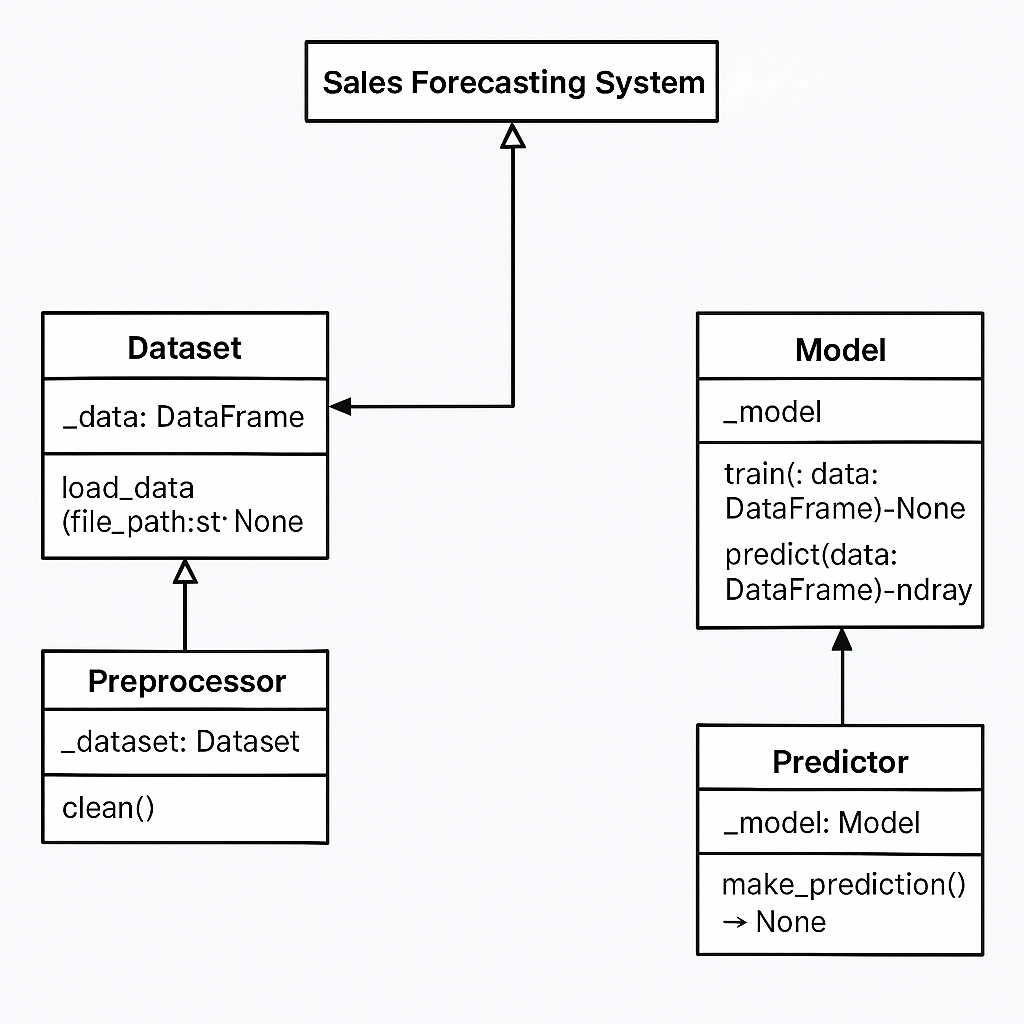 Sales Forecasting System
Dataset
_data: DataFrame
load_data
(file_path:st· None
Preprocessor
_dataset: Dataset
clean()
Model
_model
train(: data:
DataFrame)-None
predict(data:
DataFrame)-ndray
Predictor
_model: Model
make_prediction()
→ None